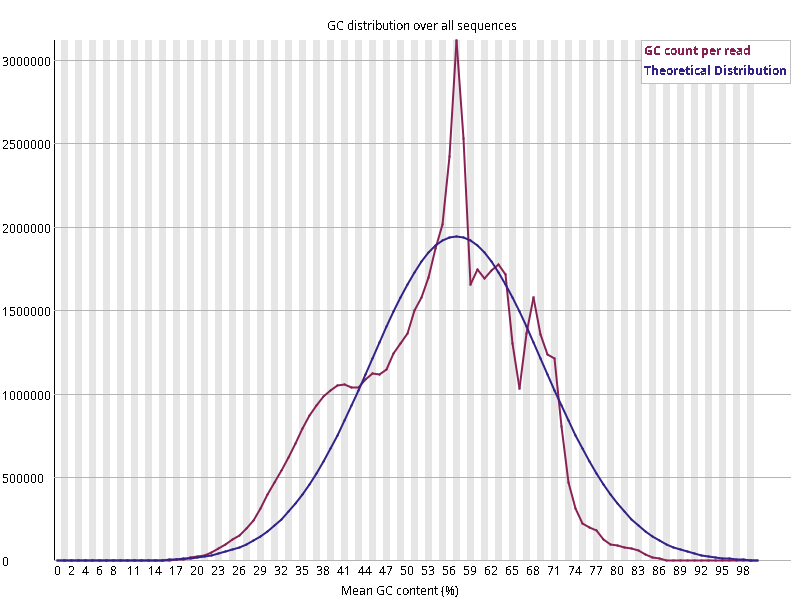 GC distribution over all sequences
GC count per read
Theoretical Distribution
3000000
2500000
2000000
1500000
1000000
500000
0
0 2 4 6 8 11 14 17 20 23 26 29 32 35 38 41 44 47 50 53 56 59 62 65 68 71 74 77 80 83 86 89 92 95 98
Mean GC content (%)